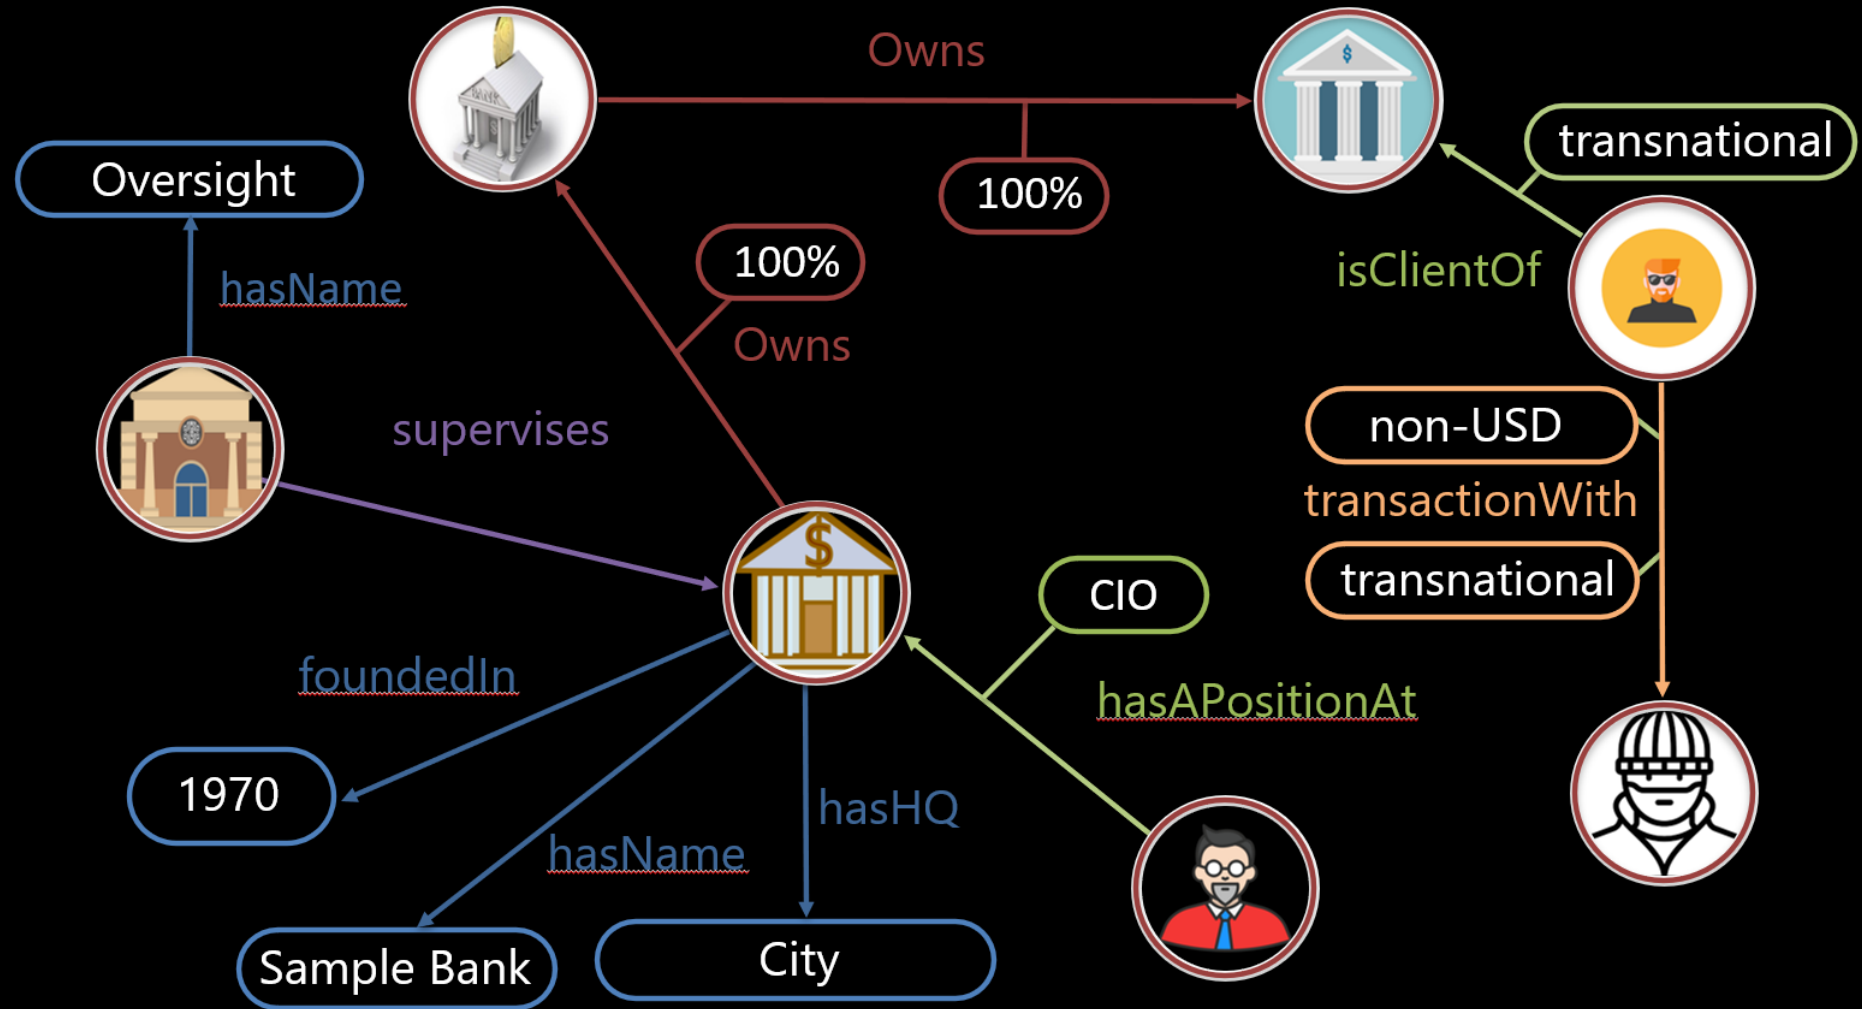 Owns
transnational
Oversight
100%
100%
isClientOf
hasName
Owns
non-USD
supervises
transactionWith
$
$
transnational
CIO
foundedIn
hasAPositionAt
1970
hasHQ
hasName
Sample Bank
City